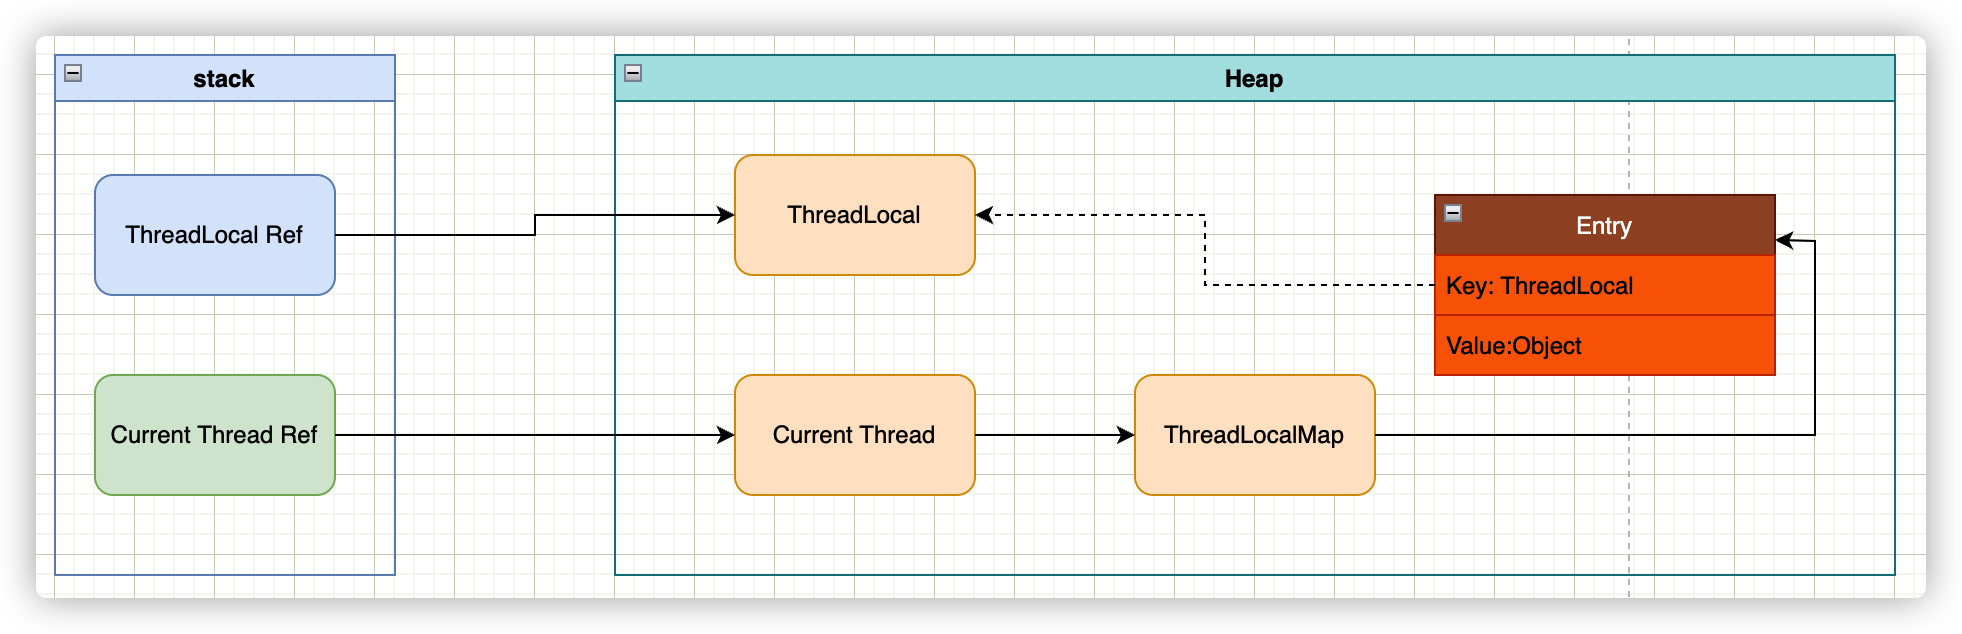 stack
Heap
ThreadLocal Ref
ThreadLocal
Entry
Key: ThreadLocal
Value:Object
Current Thread Ref
Current Thread
ThreadLocalMap